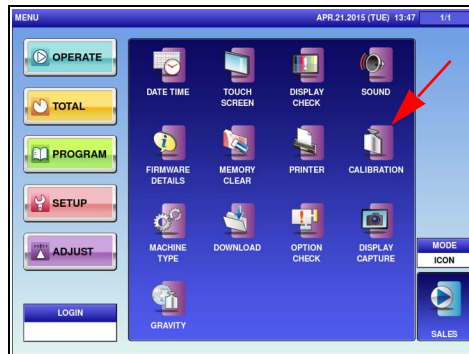 MENU
APR.21.2015 (TUE) 13:47
1/1
OPERATE
TOTAL
PROGRAM
SETUP
ADJUST
LOGIN
DATE TIME
TOUCH
SCREEN
DISPLAY
CHECK
SOUND
FIRMWARE
DETAILS
MEMORY
CLEAR
PRINTER
CALIBRATION
MACHINE
TYPE
DOWNLOAD
OPTION
CHECK
DISPLAY
CAPTURE
GRAVITY
MODE
ICON
SALES